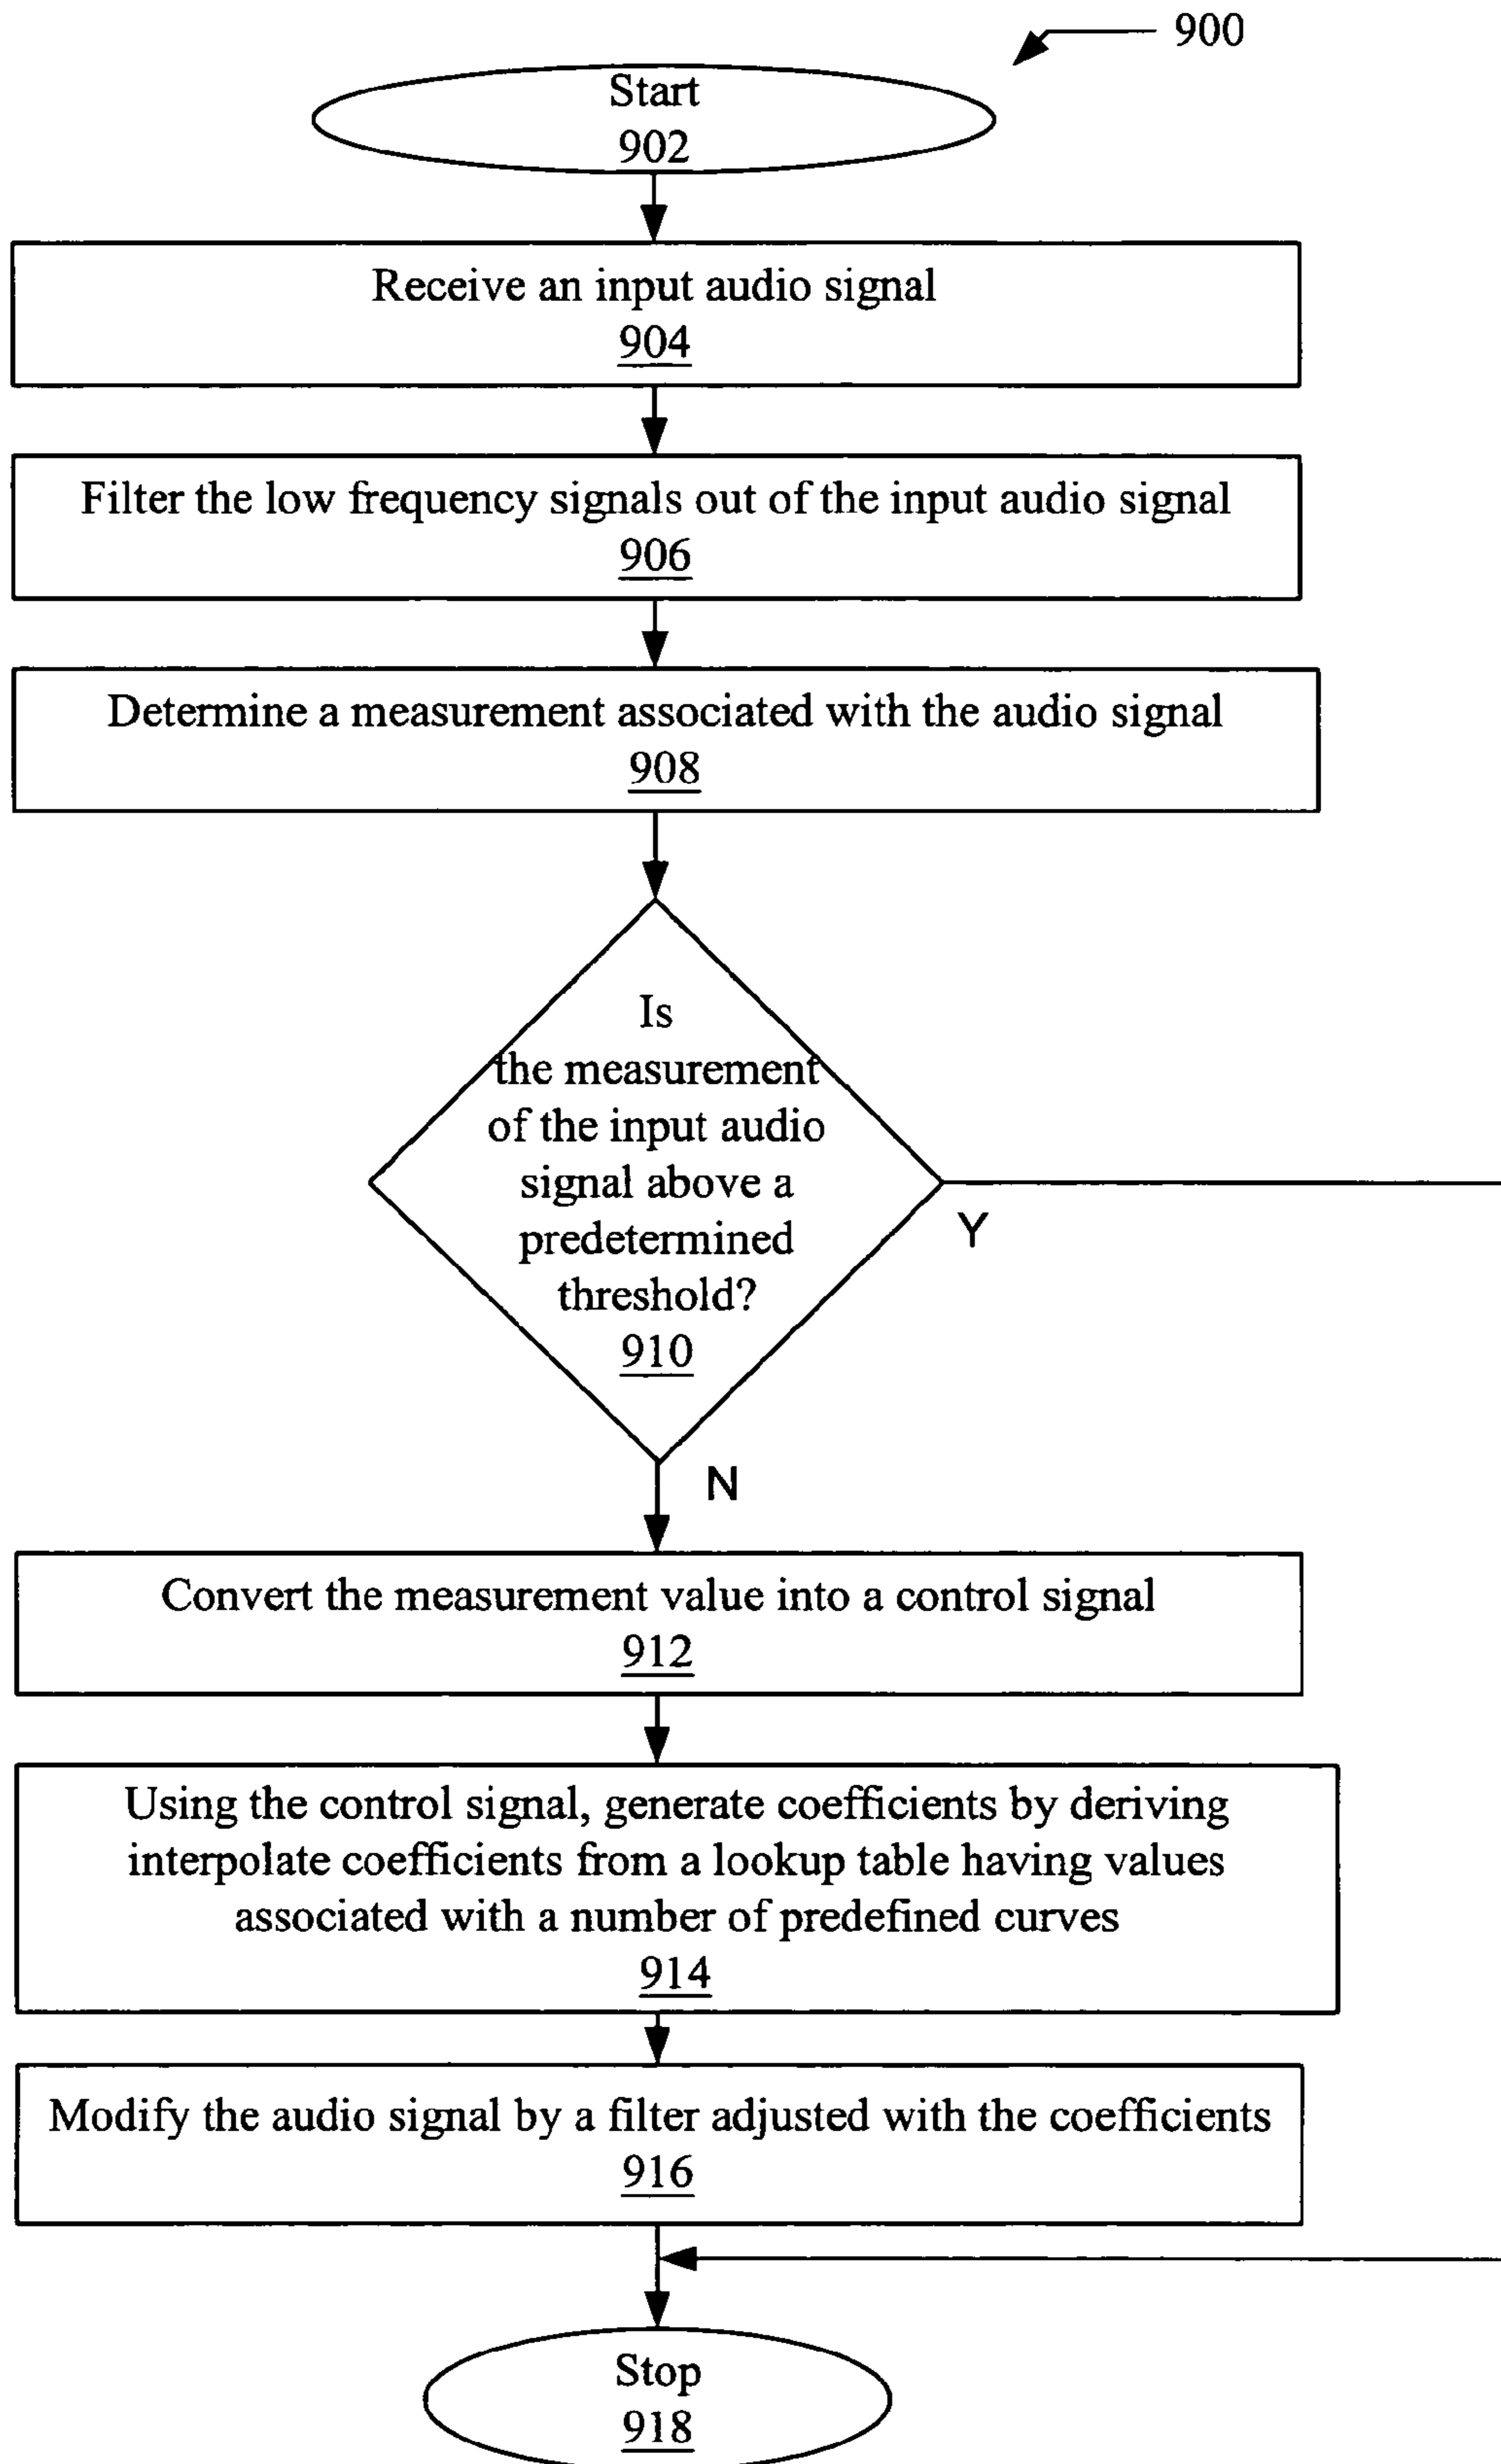 900
Start
902
Receive an input audio signal
904
Filter the low frequency signals out of the input audio signal
906
Determine a measurement associated with the audio signal
908
Is
the measurement
of the input audio
signal above a
predetermined
threshold?
910
Y
N
Convert the measurement value into a control signal
912
Using the control signal, generate coefficients by deriving
interpolate coefficients from a lookup table having values
associated with a number of predefined curves
914
Modify the audio signal by a filter adjusted with the coefficients
916
Stop
918